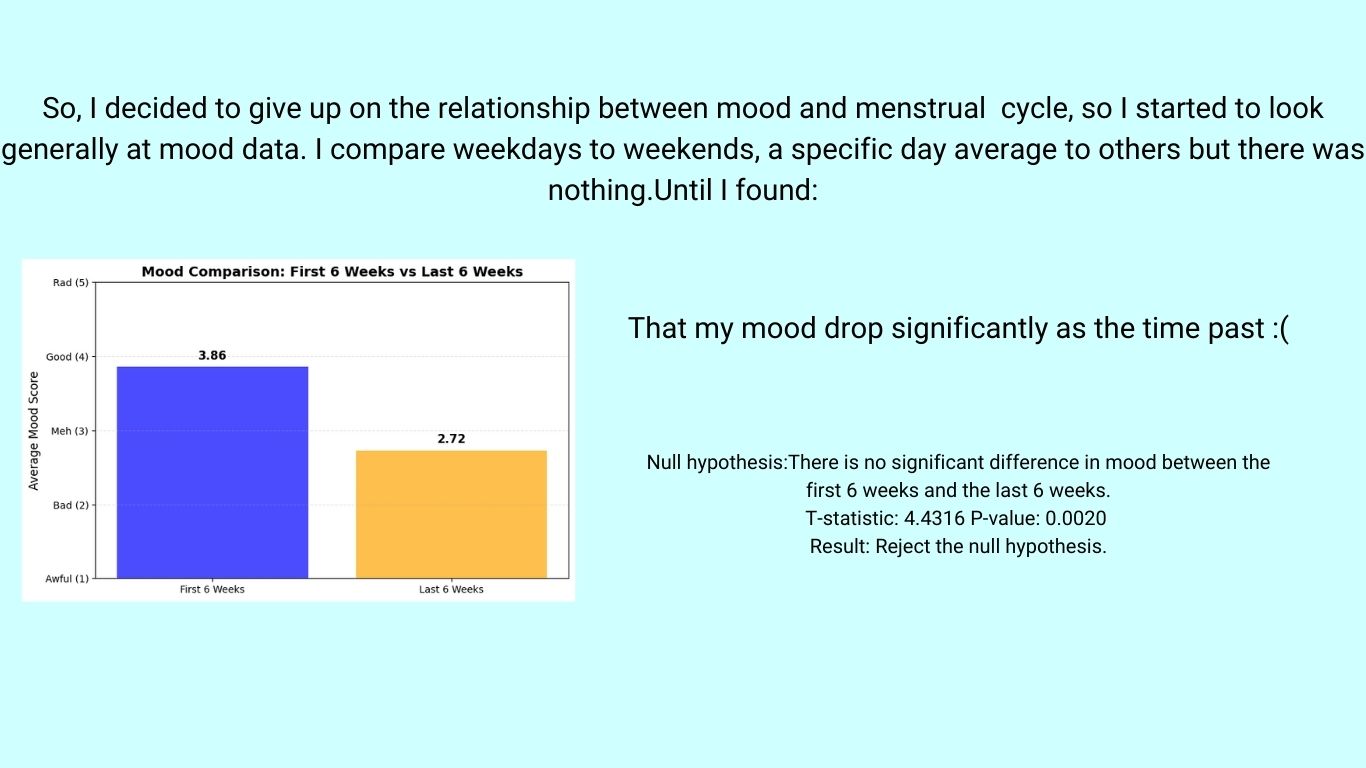 So, I decided to give up on the relationship between mood and menstrual  cycle, so I started to look
generally at mood data. I compare weekdays to weekends, a specific day average to others but there was
nothing.Until I found:
Mood Comparison: First 6 Weeks vs Last 6 Weeks
Average Mood Score
Rad (5)
Good (4)
Meh (3)
Bad (2)
Awful (1)
3.86
2.72
First 6 Weeks
Last 6 Weeks
That my mood drop significantly as the time past :(
Null hypothesis:There is no significant difference in mood between the
first 6 weeks and the last 6 weeks.
T-statistic: 4.4316 P-value: 0.0020
Result: Reject the null hypothesis.